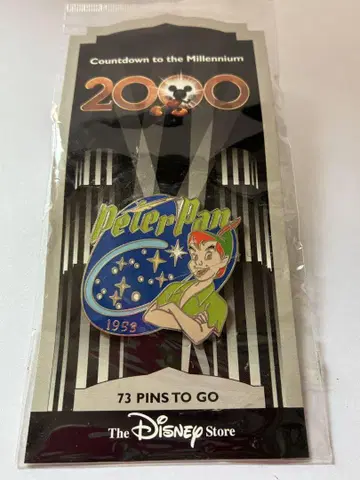 Countdown to the Millennium
2000
Peter Pan
1953
73 PINS TO GO
The Disney Store